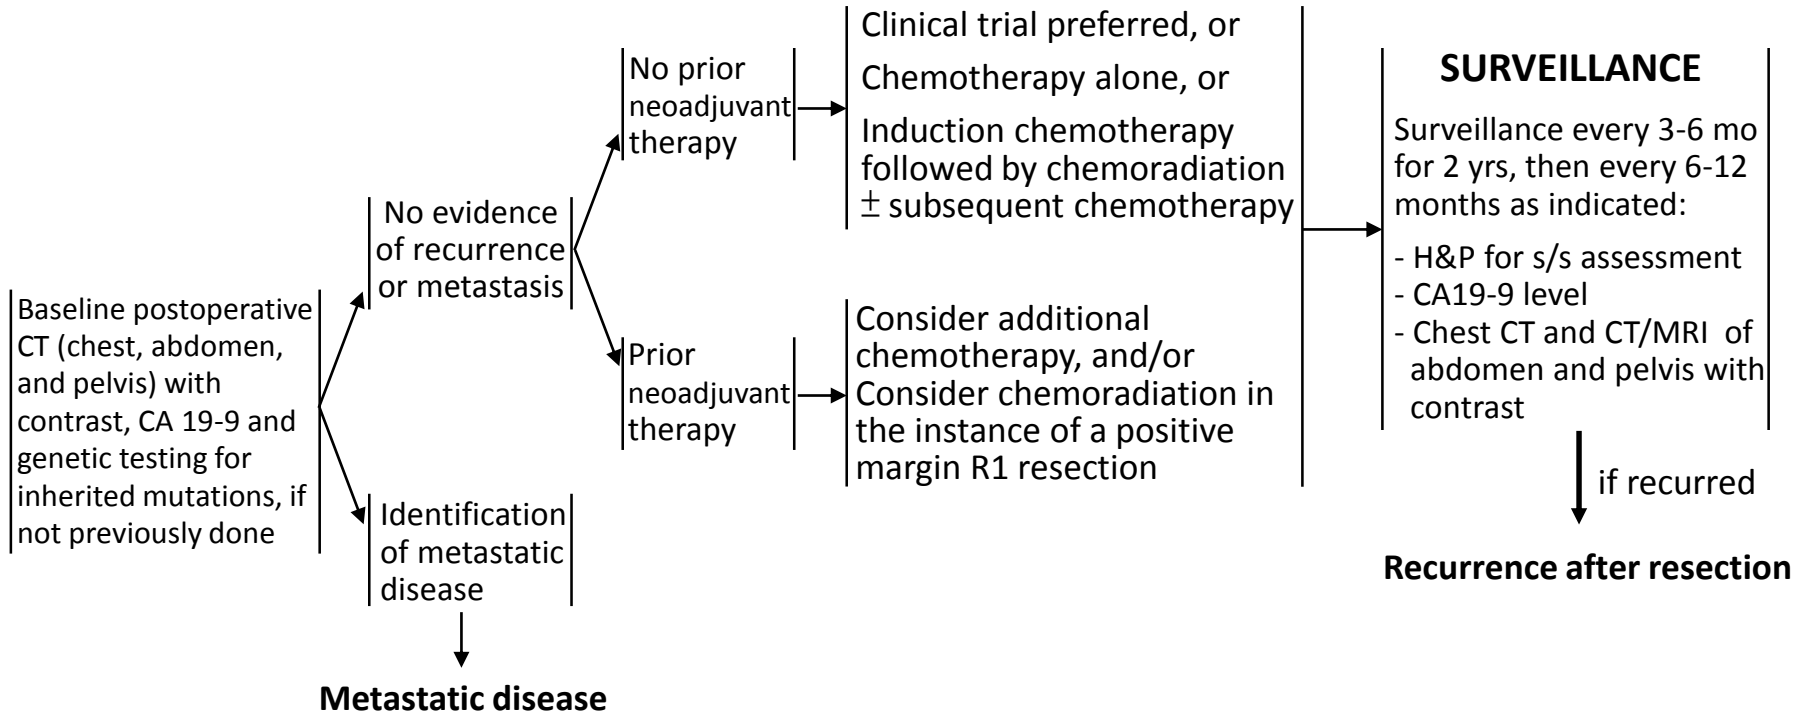 Baseline postoperative
CT (chest, abdomen,
and pelvis) with
contrast, CA 19-9 and
genetic testing for
inherited mutations, if
not previously done
No evidence
of recurrence
or metastasis
Identification
of metastatic
disease
Metastatic disease
No prior
neoadjuvant
therapy
Prior
neoadjuvant
therapy
Clinical trial preferred, or
Chemotherapy alone, or
Induction chemotherapy
followed by chemoradiation
± subsequent chemotherapy
Consider additional
chemotherapy, and/or
Consider chemoradiation in
the instance of a positive
margin R1 resection
SURVEILLANCE
Surveillance every 3-6 mo
for 2 yrs, then every 6-12
months as indicated:
- H&P for s/s assessment
- CA19-9 level
- Chest CT and CT/MRI of
abdomen and pelvis with
contrast
if recurred
Recurrence after resection